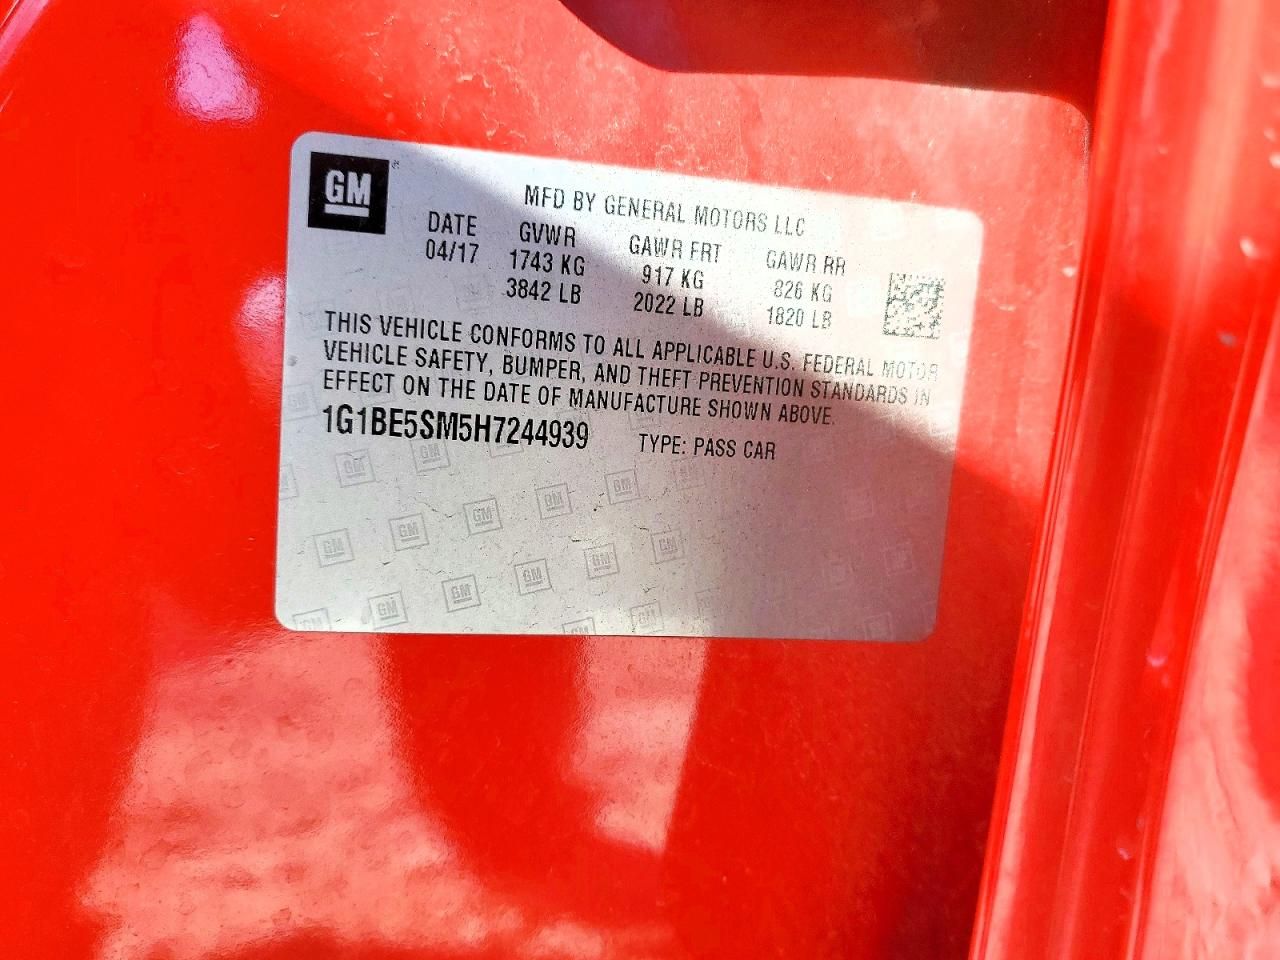 GM
MFD BY GENERAL MOTORS LLC
DATE GVWR GAWR FRT GAWR RR
04/17 1743 KG 917 KG 826 KG
3842 LB 2022 LB 1820 LB
THIS VEHICLE CONFORMS TO ALL APPLICABLE U.S. FEDERAL MOTOR
VEHICLE SAFETY, BUMPER, AND THEFT PREVENTION STANDARDS IN
EFFECT ON THE DATE OF MANUFACTURE SHOWN ABOVE.
1G1BE5SM5H7244939 TYPE: PASS CAR